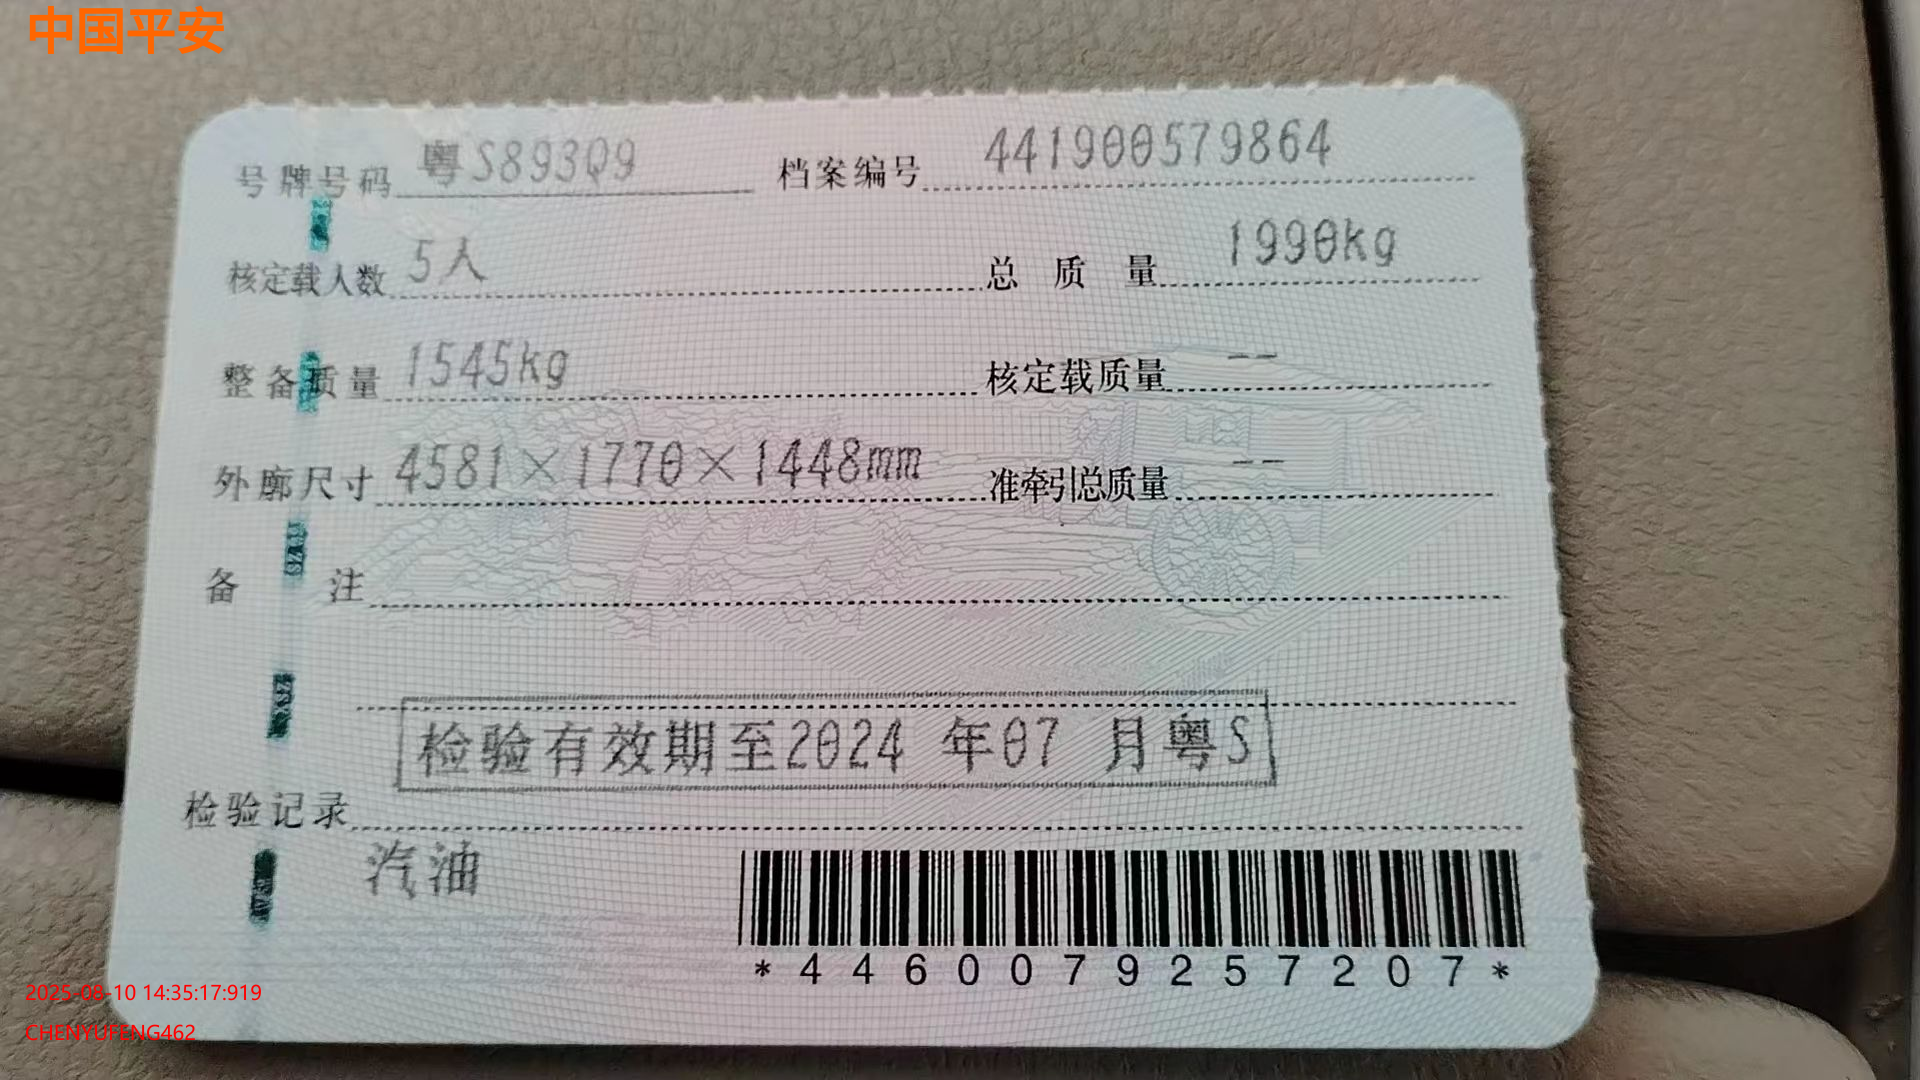 中国平安
号牌号码 粤S893Q9 档案编号 441900579864
核定载人数 5人 总质量 1990kg
整备质量 1545kg 核定载质量 --
外廓尺寸 4581×1770×1448mm 准牵引总质量 --
备注
检验有效期至2024 年07 月粤S
检验记录
汽油
*4460079257207*
2025-08-10 14:35:17:919
CHENYUFENG462